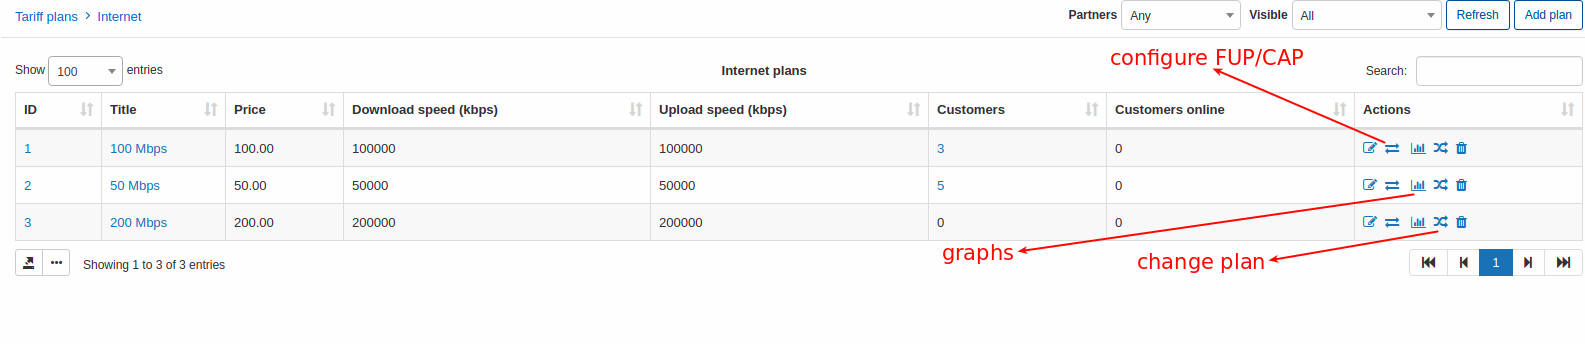 Tariff plans > Internet
Partners Any Visible All Refresh Add plan
configure FUP/CAP
Show 100 entries
Internet plans
Search:
ID Title Price Download speed (kbps) Upload speed (kbps) Customers Customers online Actions
1 100 Mbps 100.00 100000 100000 3 0
2 50 Mbps 50.00 50000 50000 5 0
3 200 Mbps 200.00 200000 200000 0 0
graphs
change plan
Showing 1 to 3 of 3 entries
1